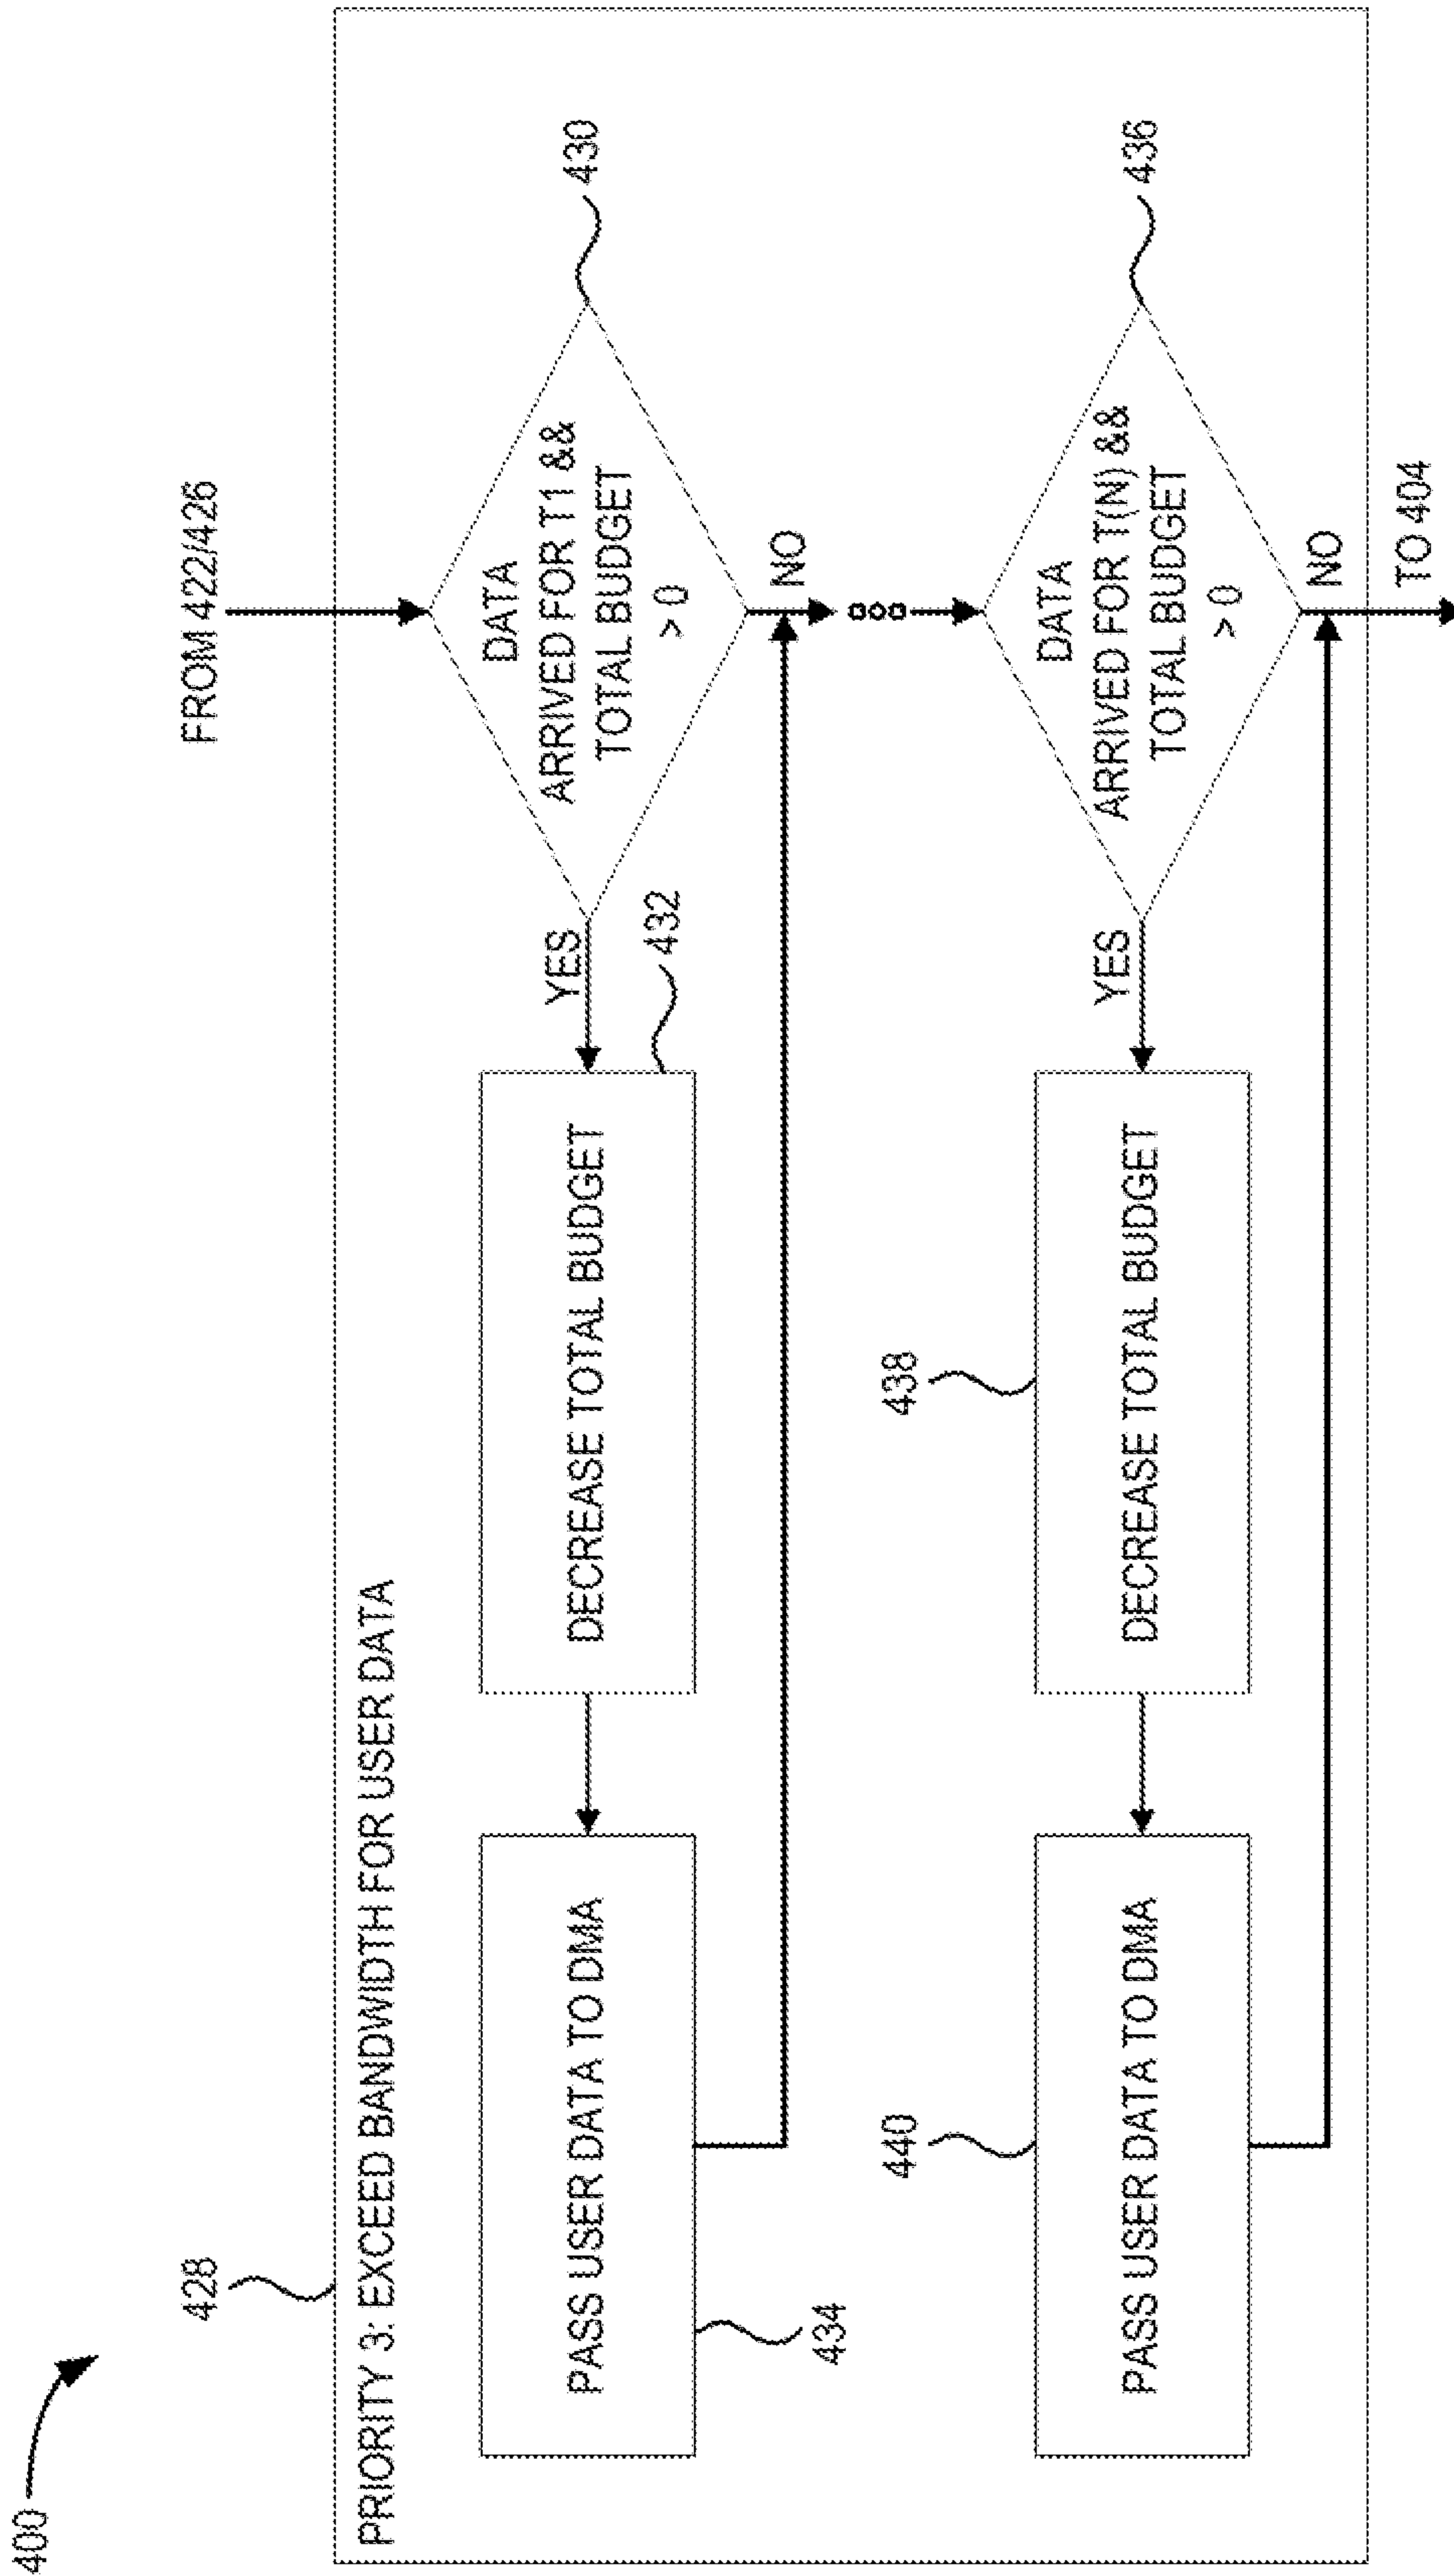 400
FROM 422/426
428
PRIORITY 3: EXCEED BANDWIDTH FOR USER DATA
DATA
ARRIVED FOR T1 &&
TOTAL BUDGET
> 0
430
YES
NO
432
DECREASE TOTAL BUDGET
PASS USER DATA TO DMA
434
DATA
ARRIVED FOR T(N) &&
TOTAL BUDGET
> 0
436
YES
NO
438
DECREASE TOTAL BUDGET
440
PASS USER DATA TO DMA
TO 404